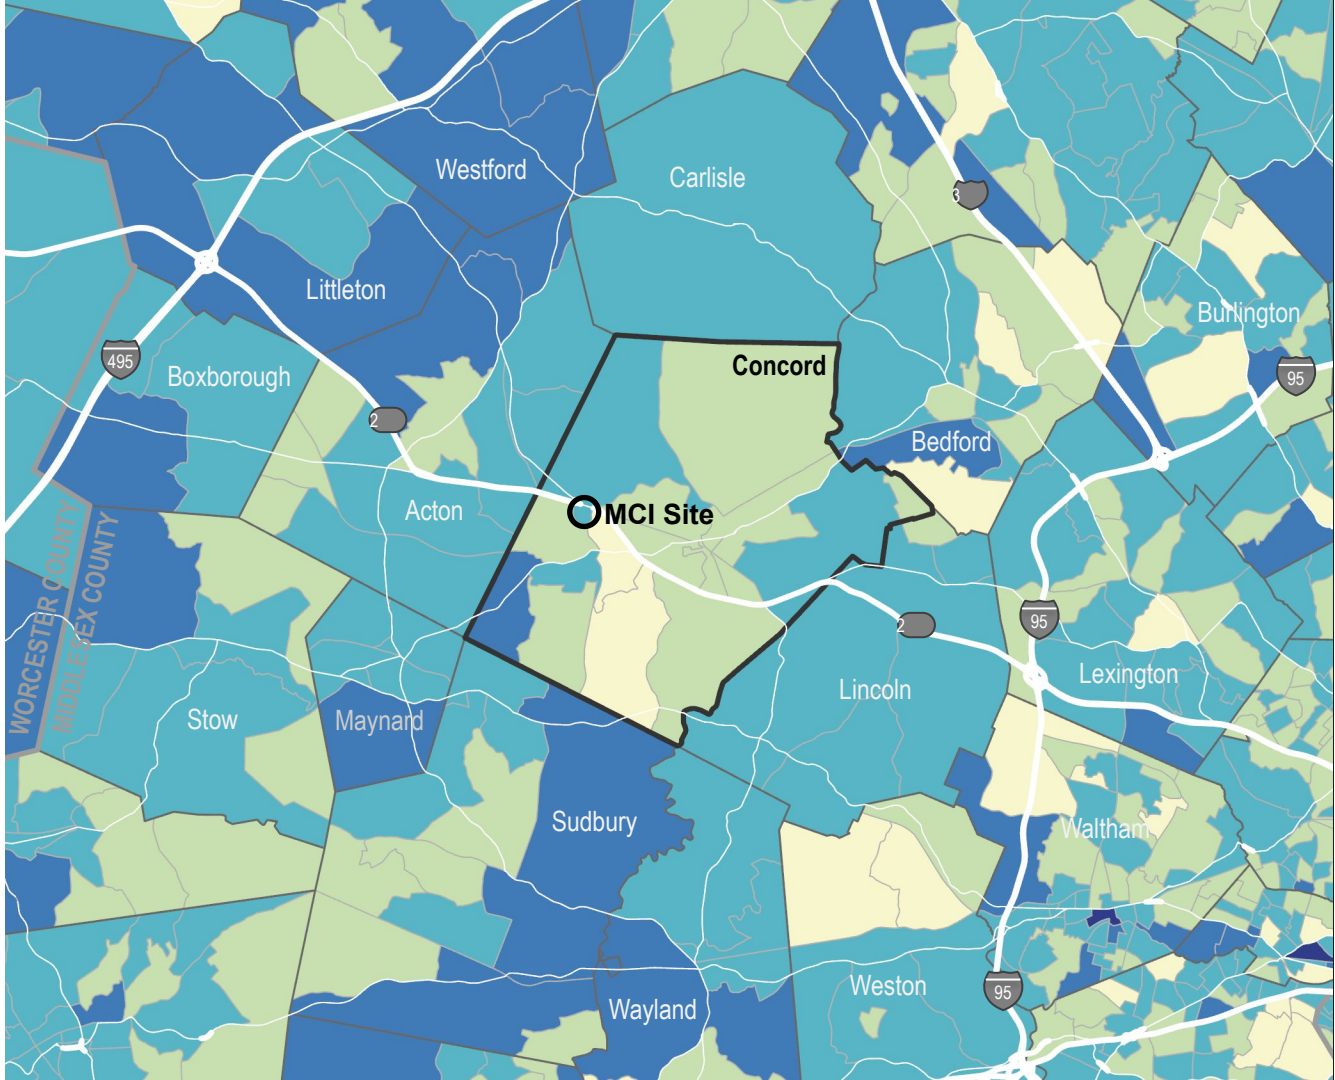 Westford
Carlisle
3
Littleton
Burlington
495
Boxborough
Concord
95
2
Bedford
Acton
MCI Site
WORCESTER COUNTY
MIDDLESEX COUNTY
95
2
Lexington
Lincoln
Stow
Maynard
Sudbury
Waltham
Weston
95
Wayland